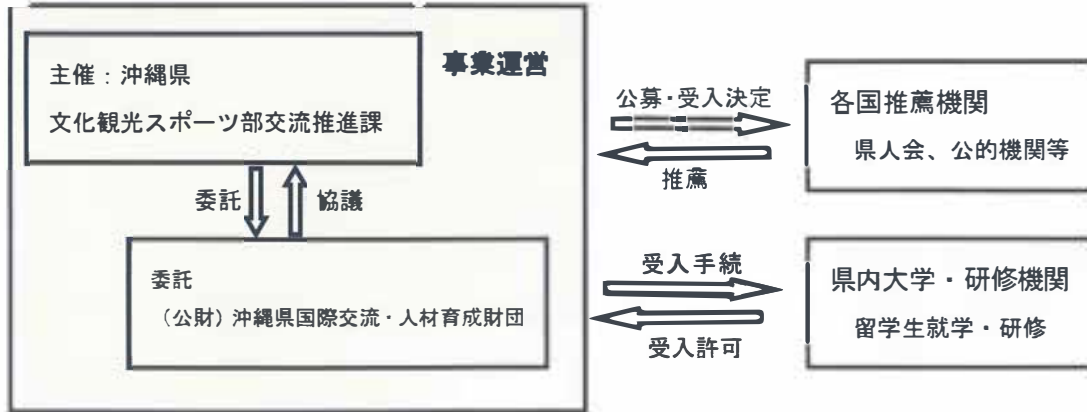 事業運営
主催：沖縄県
文化観光スポーツ部交流推進課
委託
協議
委託
（公財）沖縄県国際交流・人材育成財団
公募・受入決定
推薦
各国推薦機関
県人会、公的機関等
受入手続
受入許可
県内大学・研修機関
留学生就学・研修